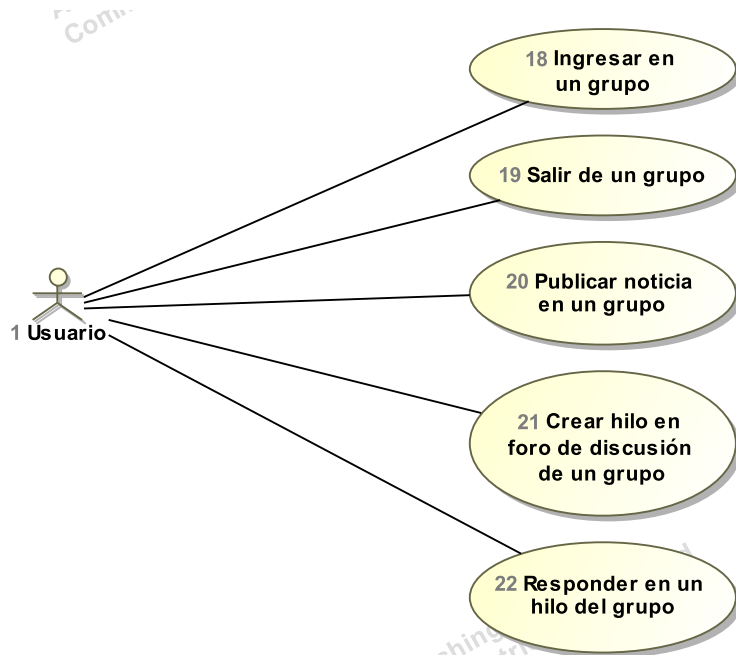 18 Ingresar en
un grupo
19 Salir de un grupo
20 Publicar noticia
en un grupo
1 Usuario
21 Crear hilo en
foro de discusión
de un grupo
22 Responder en un
hilo del grupo